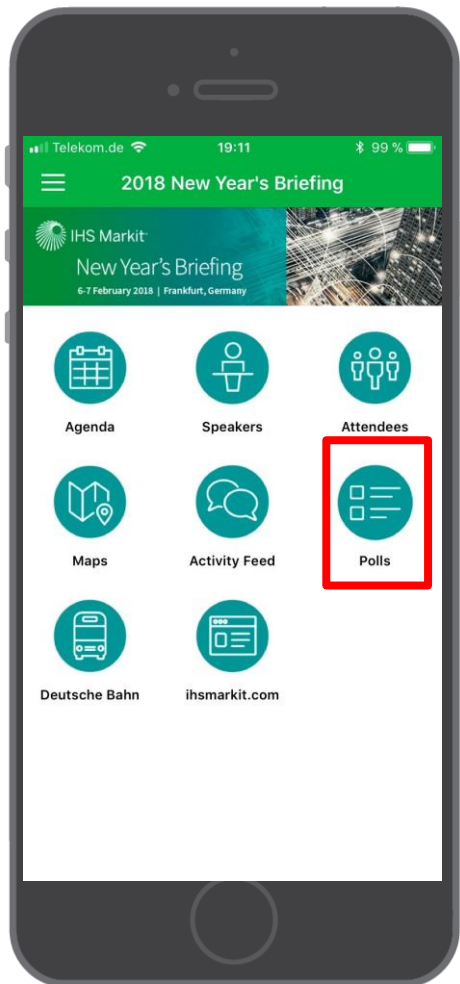 Telekom.de 19:11 99 %
2018 New Year's Briefing
IHS Markit
New Year's Briefing
6-7 February 2018 | Frankfurt, Germany
Agenda Speakers Attendees
Maps Activity Feed Polls
Deutsche Bahn ihsmarkit.com